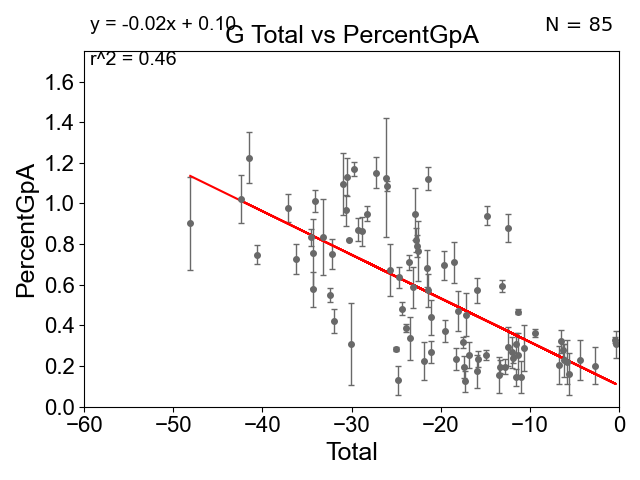 y = -0.02x + 0.10
N = 85
G Total vs PercentGpA
r^2 = 0.46
PercentGpA
1.6
1.4
1.2
1.0
0.8
0.6
0.4
0.2
0.0
−60 −50 −40 −30 −20 −10 0
Total